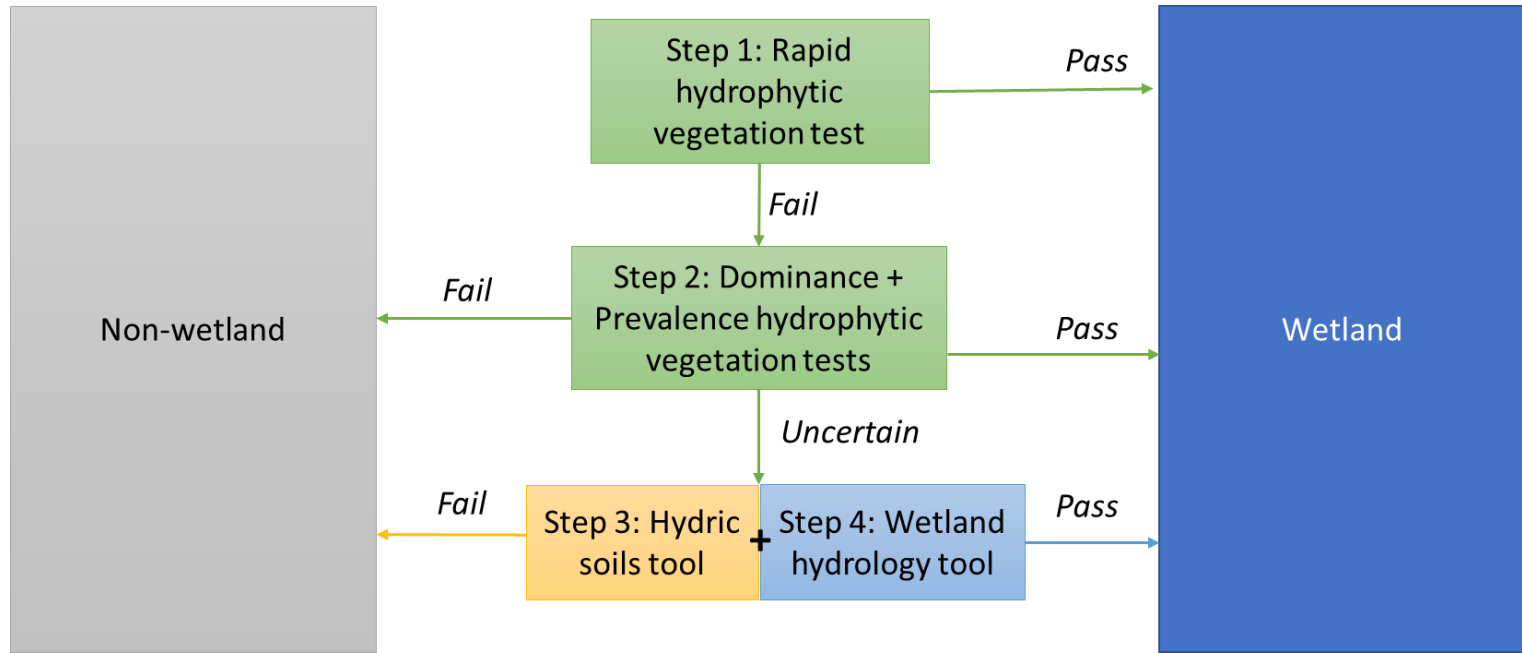 Step 1: Rapid
hydrophytic
vegetation test
Pass
Fail
Step 2: Dominance +
Prevalence hydrophytic
vegetation tests
Fail
Pass
Non-wetland
Wetland
Uncertain
Fail
Step 3: Hydric
soils tool
+
Step 4: Wetland
hydrology tool
Pass